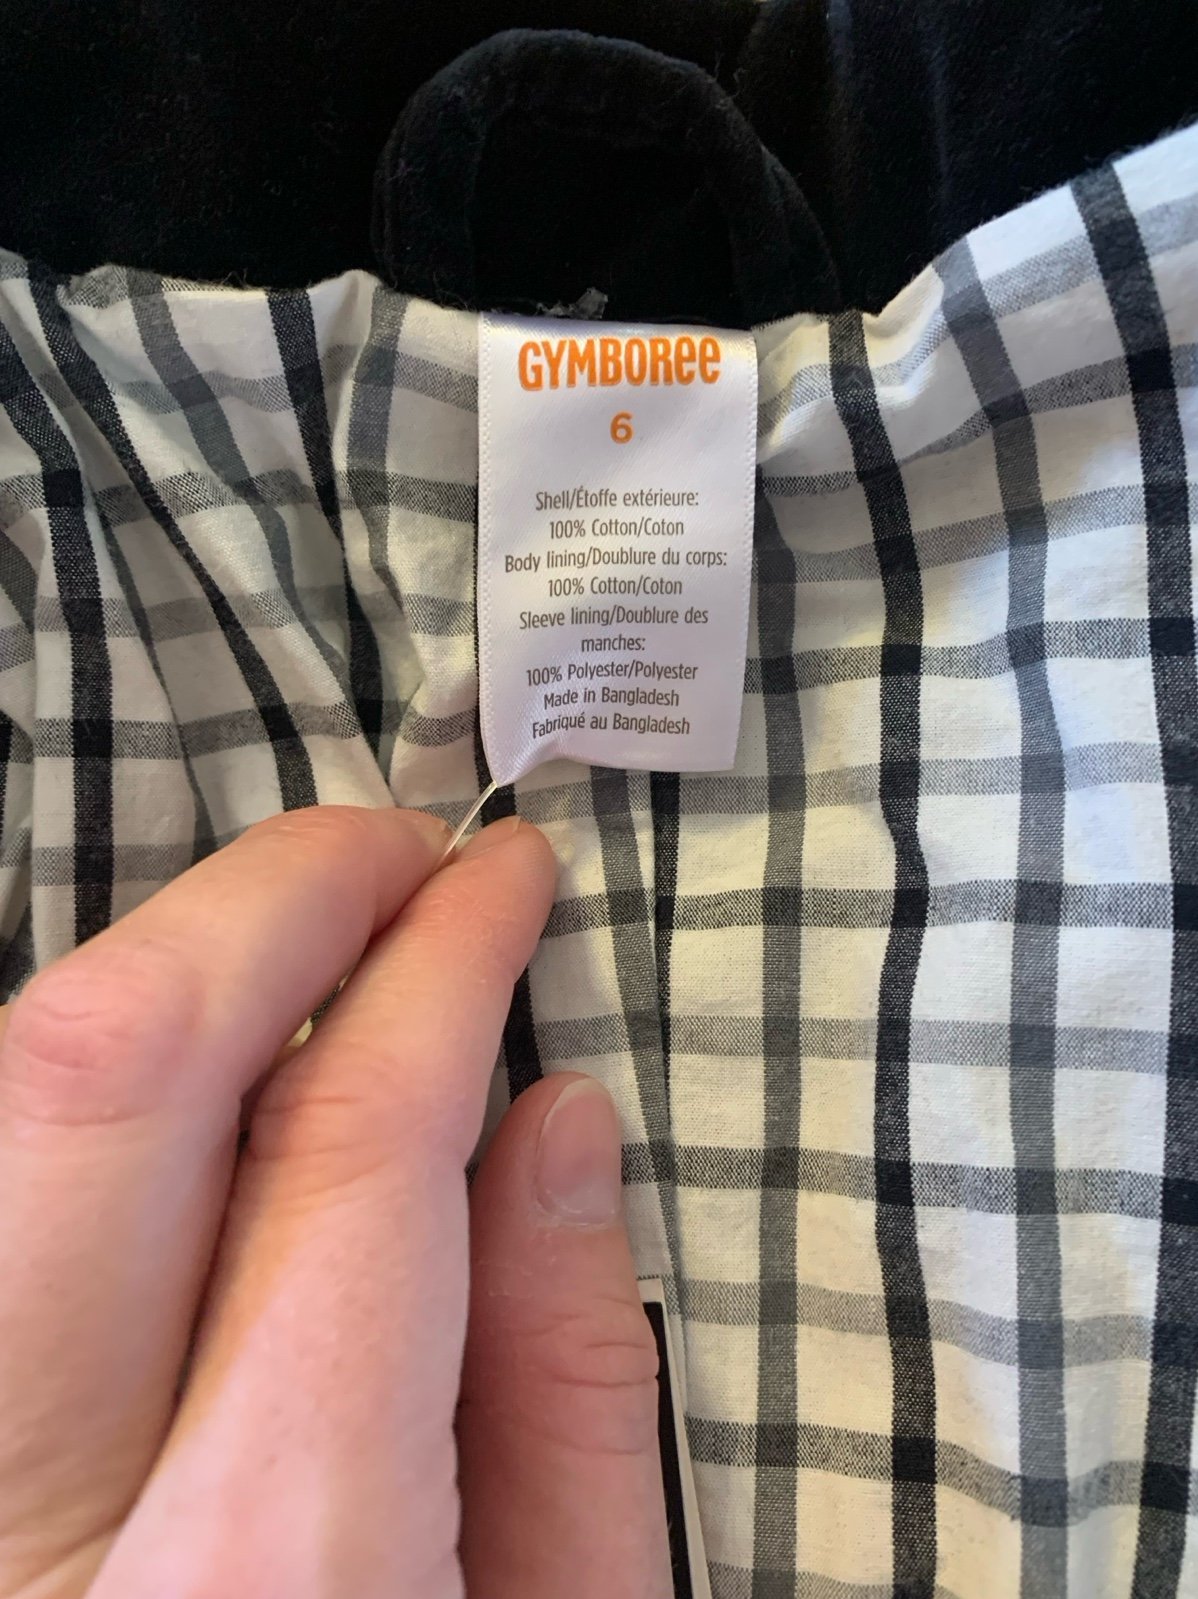 GYMBOREE
6
Shell/Étoffe extérieure:
100% Cotton/Coton
Body lining/Doublure du corps:
100% Cotton/Coton
Sleeve lining/Doublure des
manches:
100% Polyester/Polyester
Made in Bangladesh
Fabriqué au Bangladesh